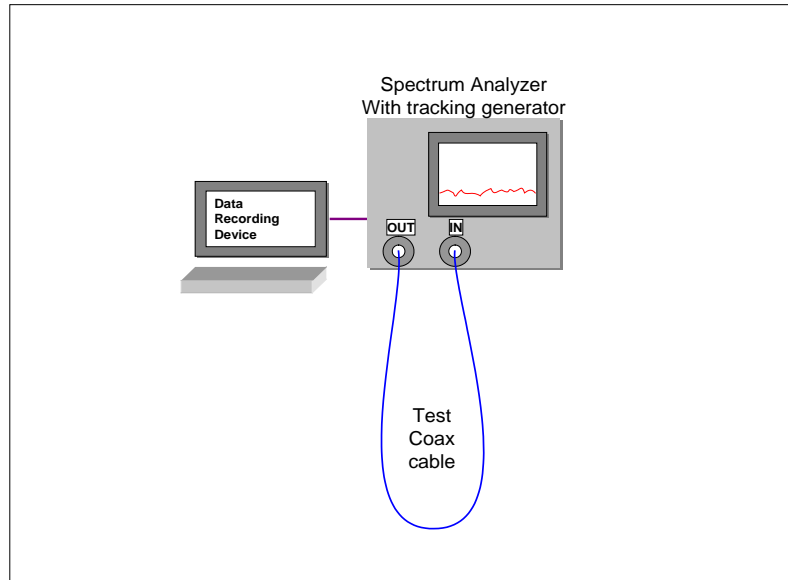 Spectrum Analyzer
With tracking generator
Data
Recording
Device
OUT
IN
Test
Coax
cable